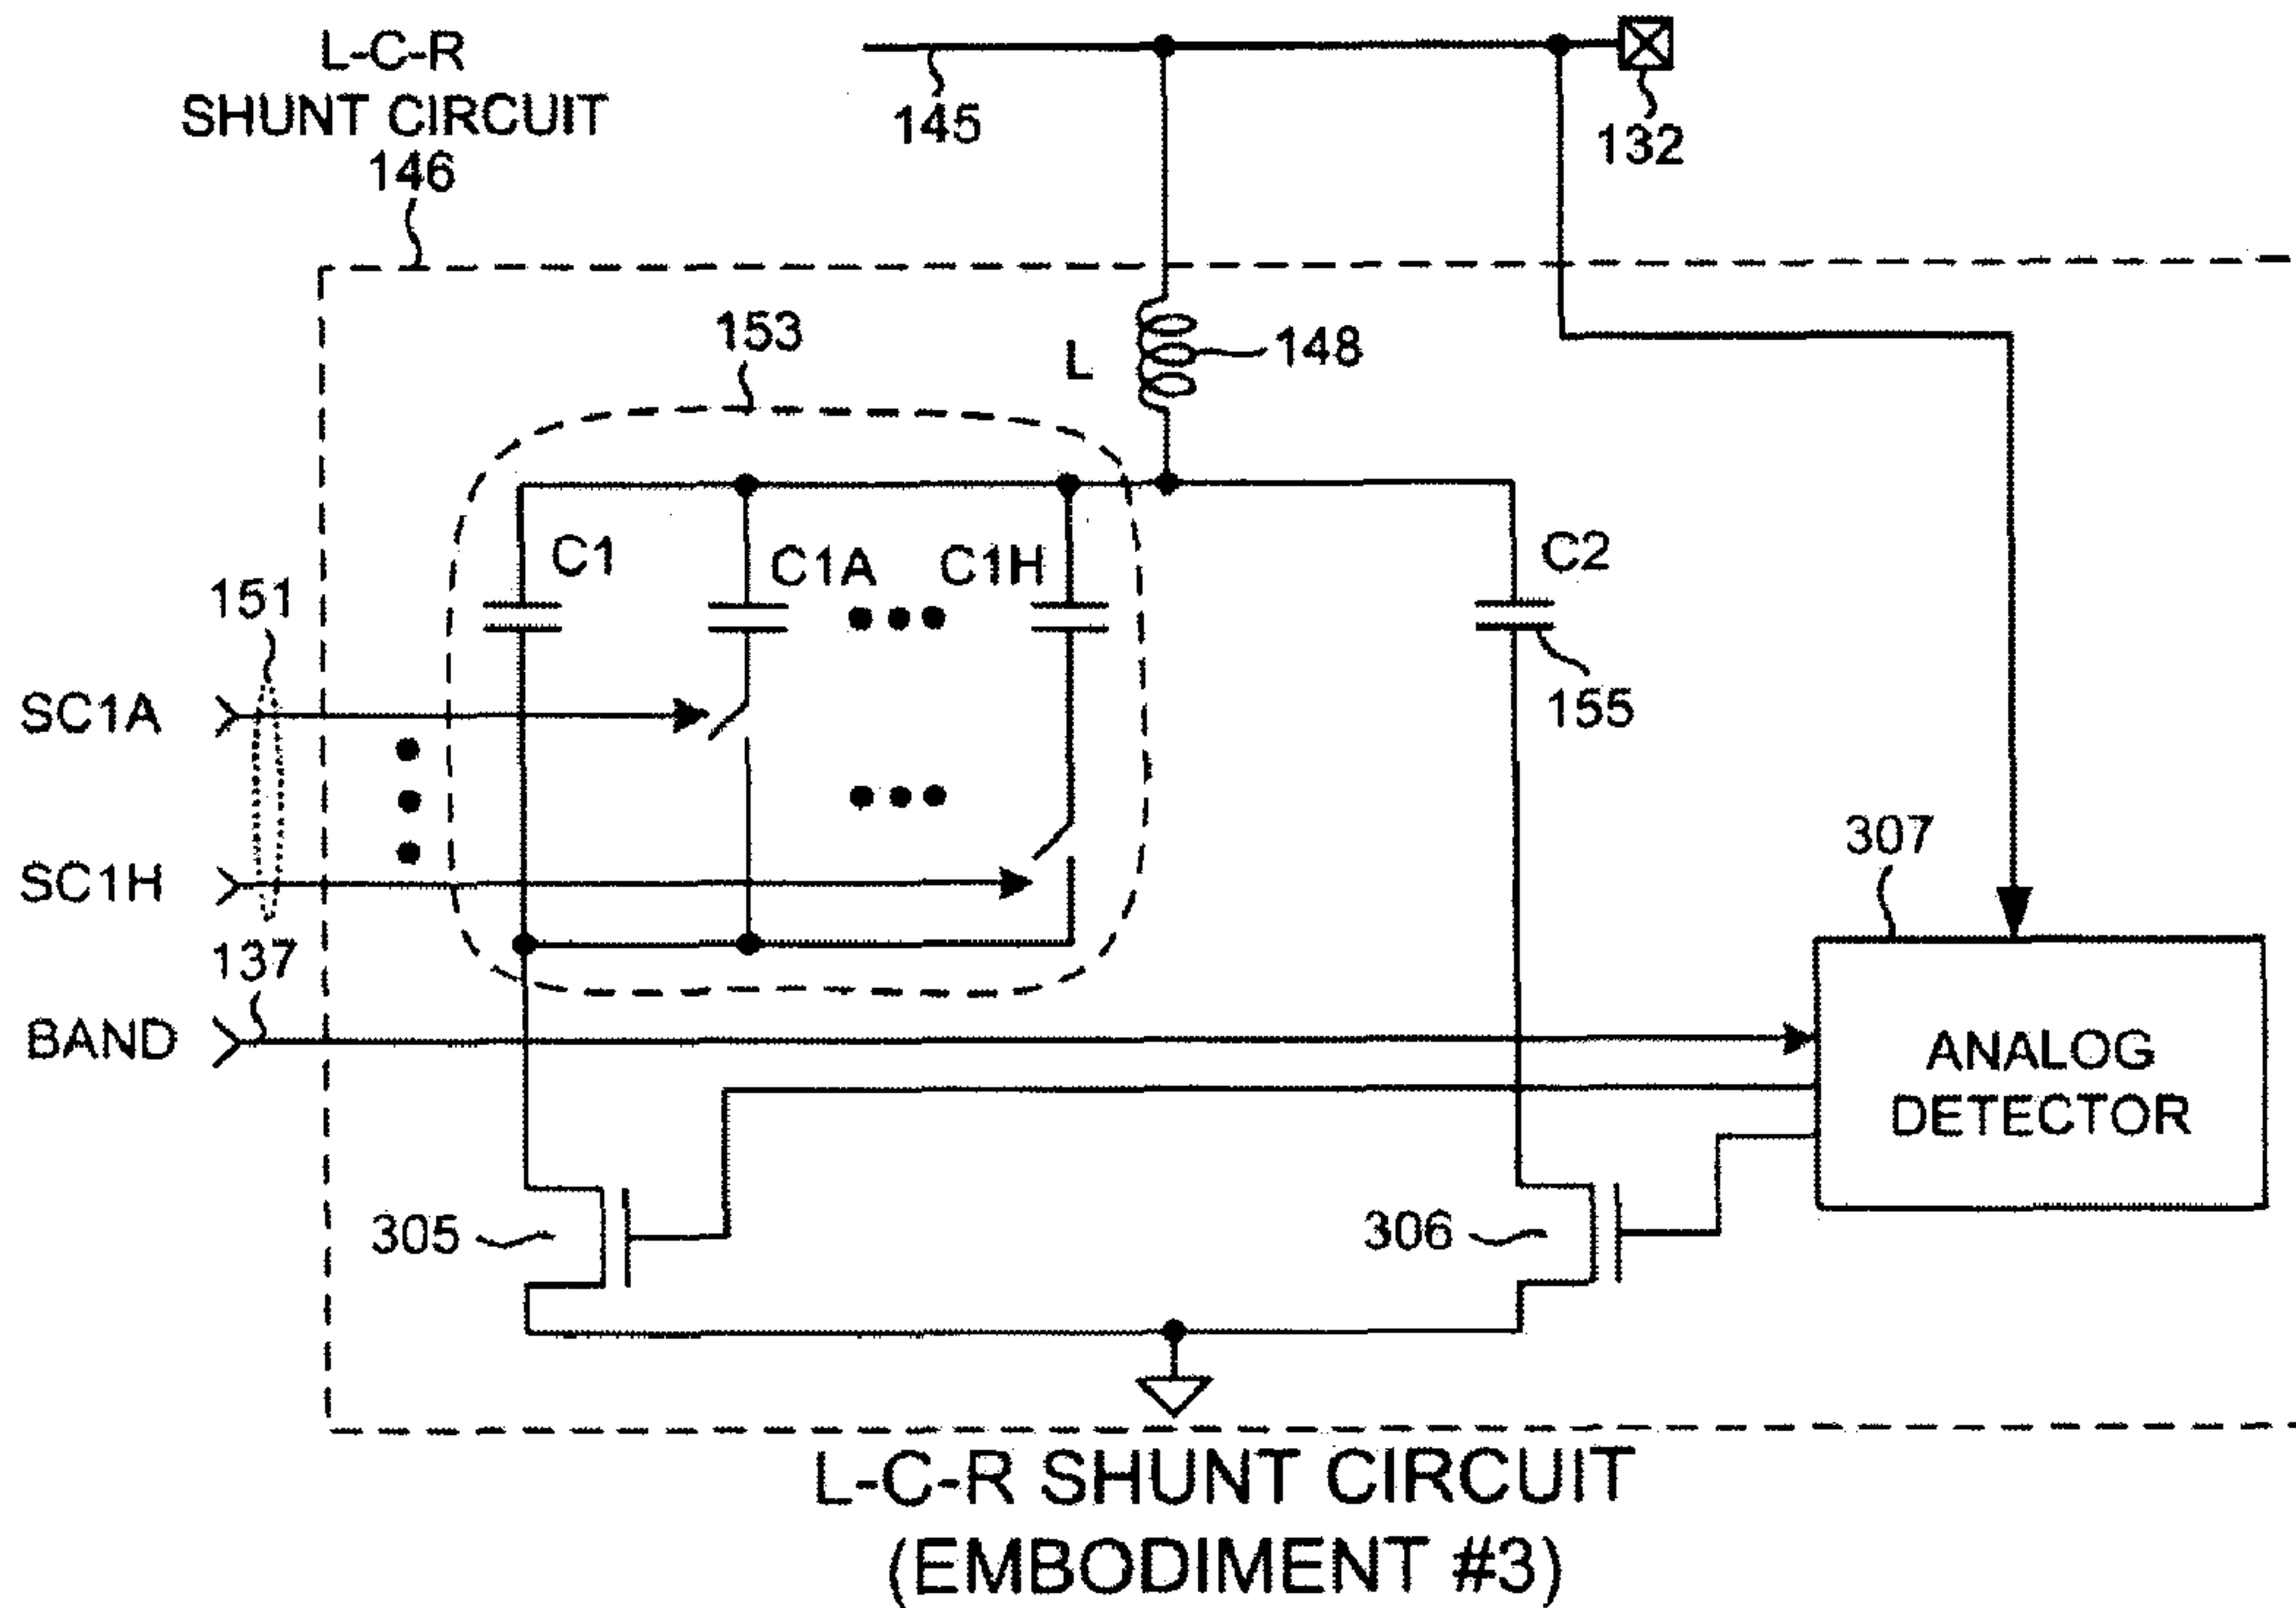 L-C-R
SHUNT CIRCUIT
146
145
132
153
L
148
C1
C1A
C1H
C2
151
155
SC1A
307
SC1H
137
BAND
ANALOG
DETECTOR
305
306
L-C-R SHUNT CIRCUIT
(EMBODIMENT #3)